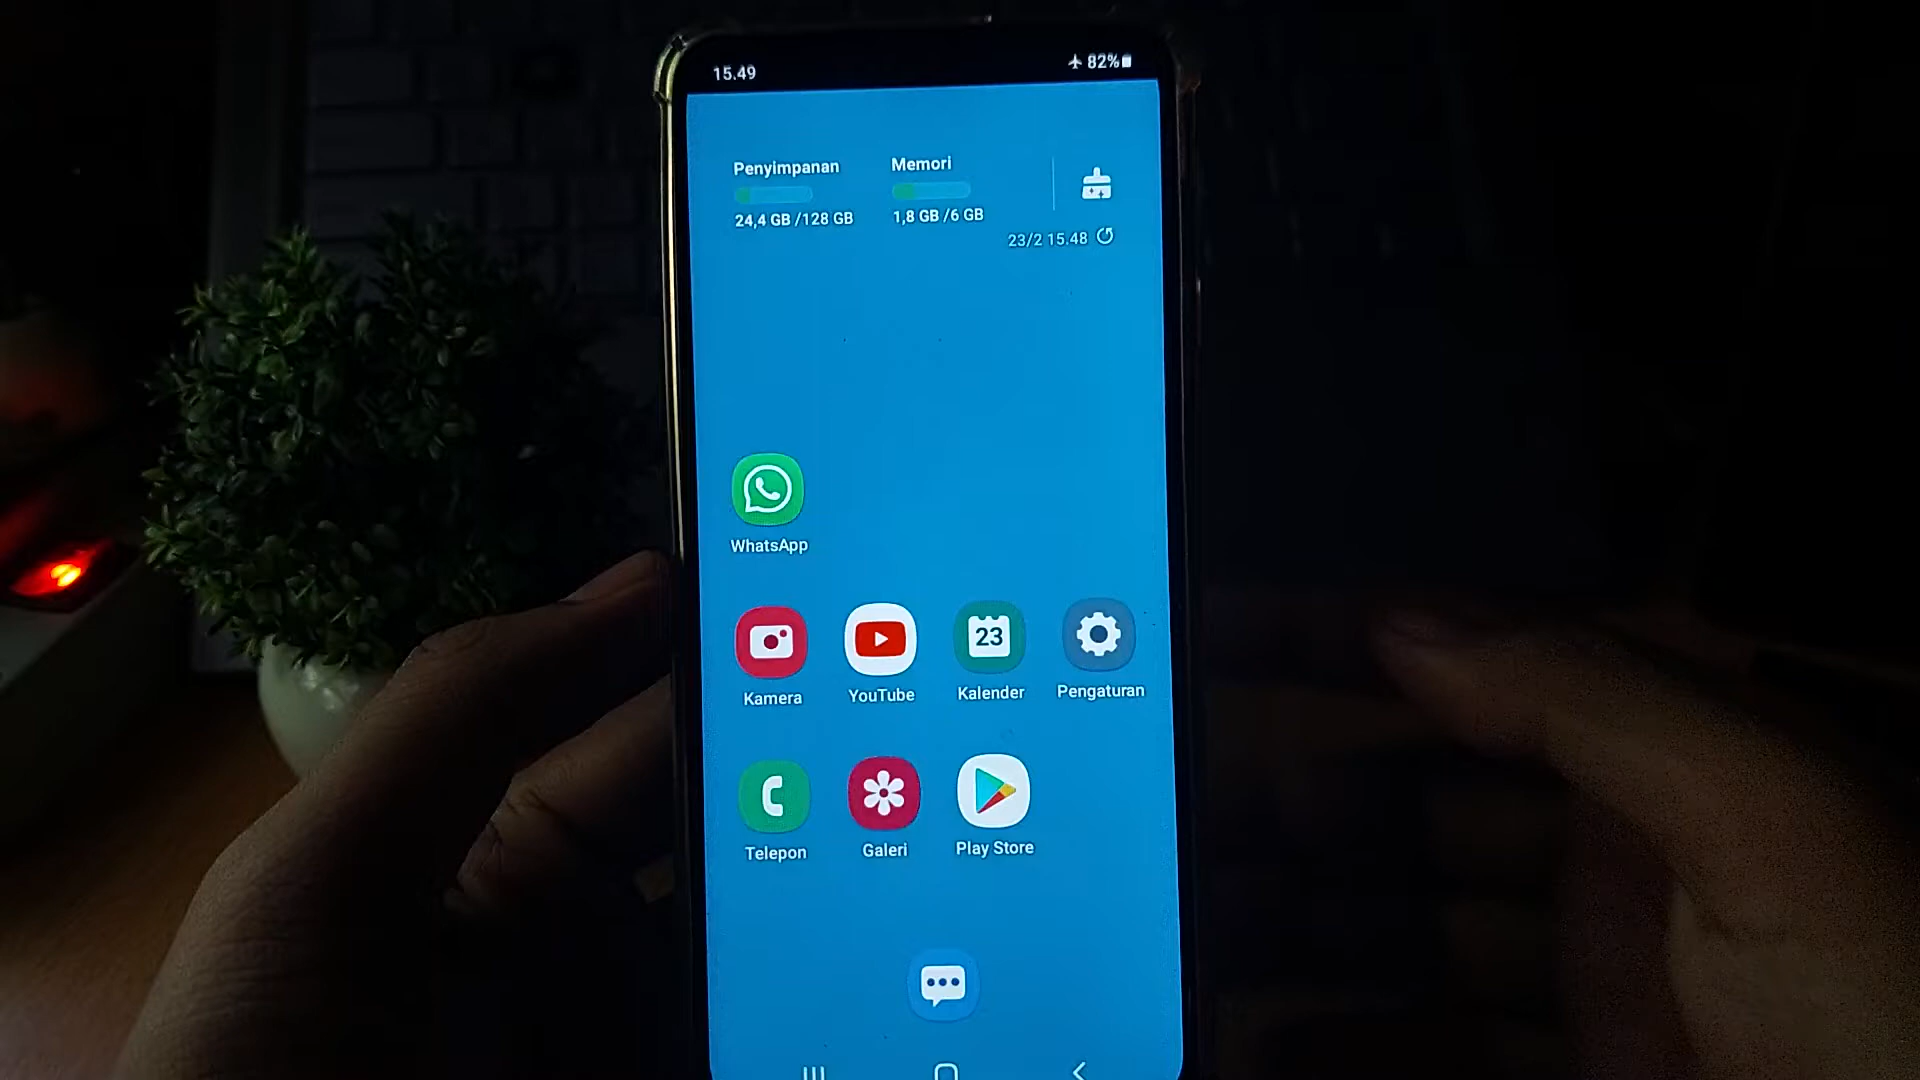 15.49
82%
Penyimpanan
24,4 GB /128 GB
Memori
1,8 GB /6 GB
23/2 15.48
WhatsApp
Kamera
YouTube
23
Kalender
Pengaturan
Telepon
Galeri
Play Store